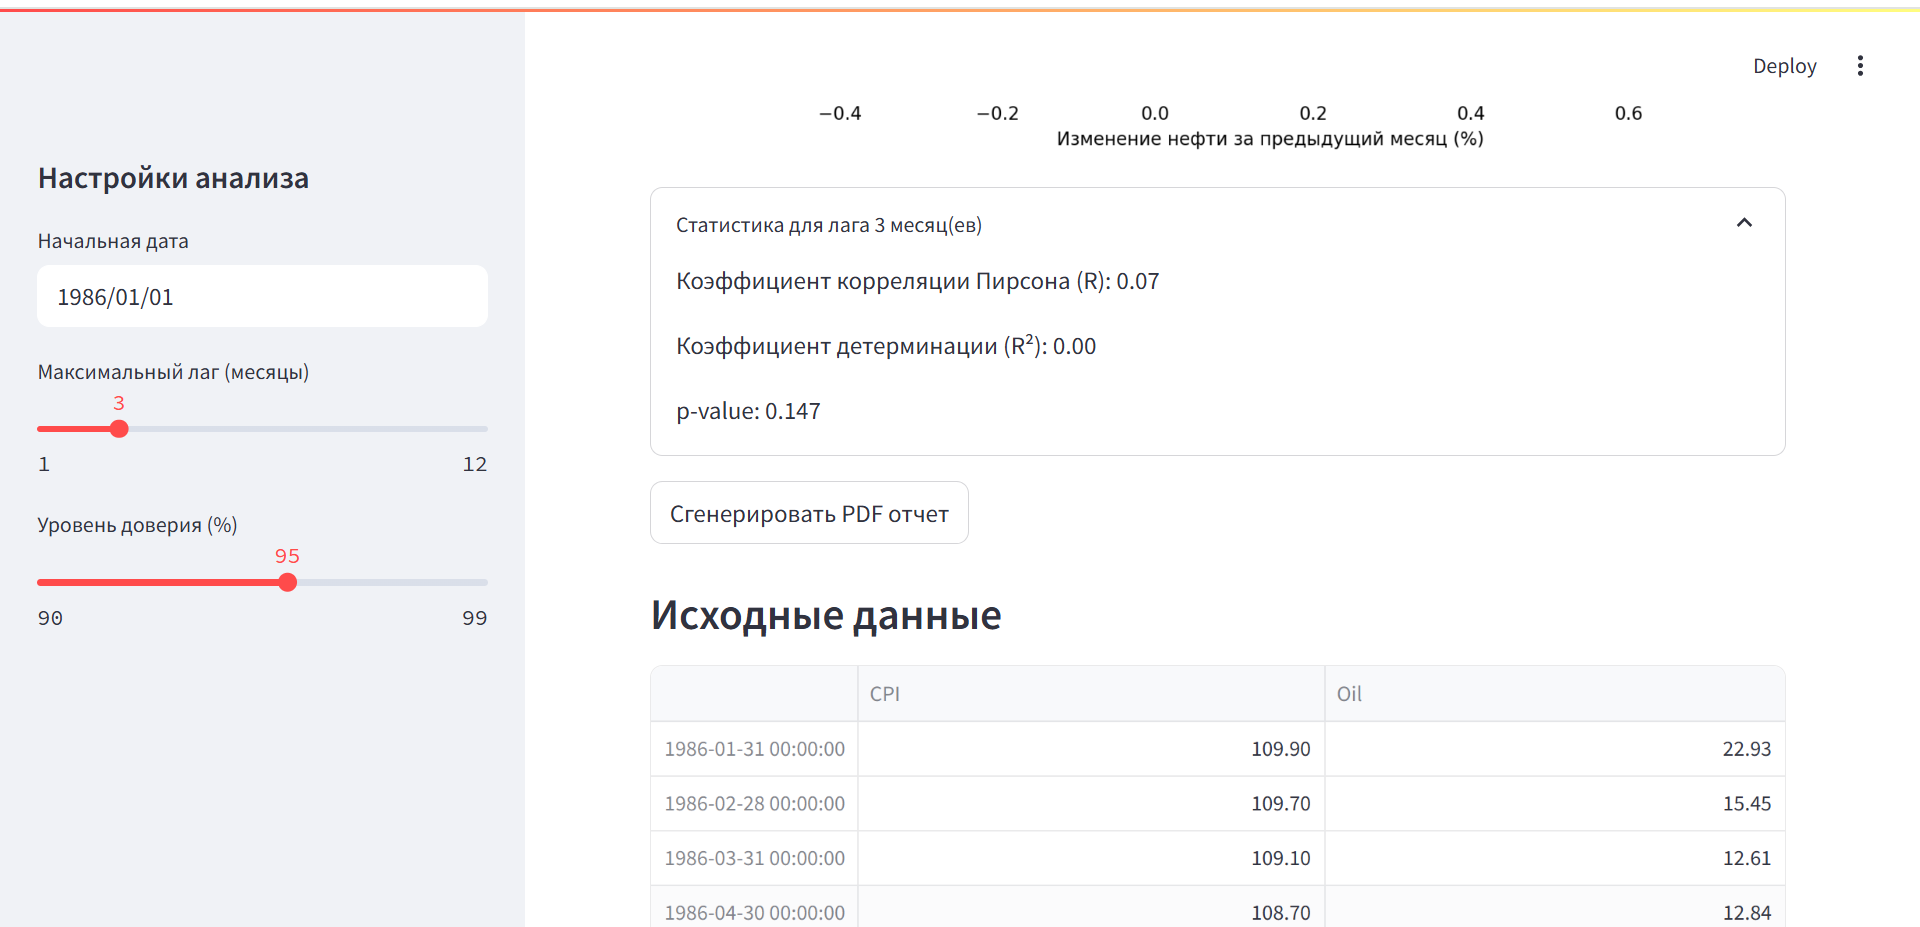 Deploy
Настройки анализа
Начальная дата
1986/01/01
Максимальный лаг (месяцы)
3
1 12
Уровень доверия (%)
95
90 99
−0.4 −0.2 0.0 0.2 0.4 0.6
Изменение нефти за предыдущий месяц (%)
Статистика для лага 3 месяц(ев)
Коэффициент корреляции Пирсона (R): 0.07
Коэффициент детерминации (R²): 0.00
p-value: 0.147
Сгенерировать PDF отчет
Исходные данные
CPI Oil
1986-01-31 00:00:00 109.90 22.93
1986-02-28 00:00:00 109.70 15.45
1986-03-31 00:00:00 109.10 12.61
1986-04-30 00:00:00 108.70 12.84